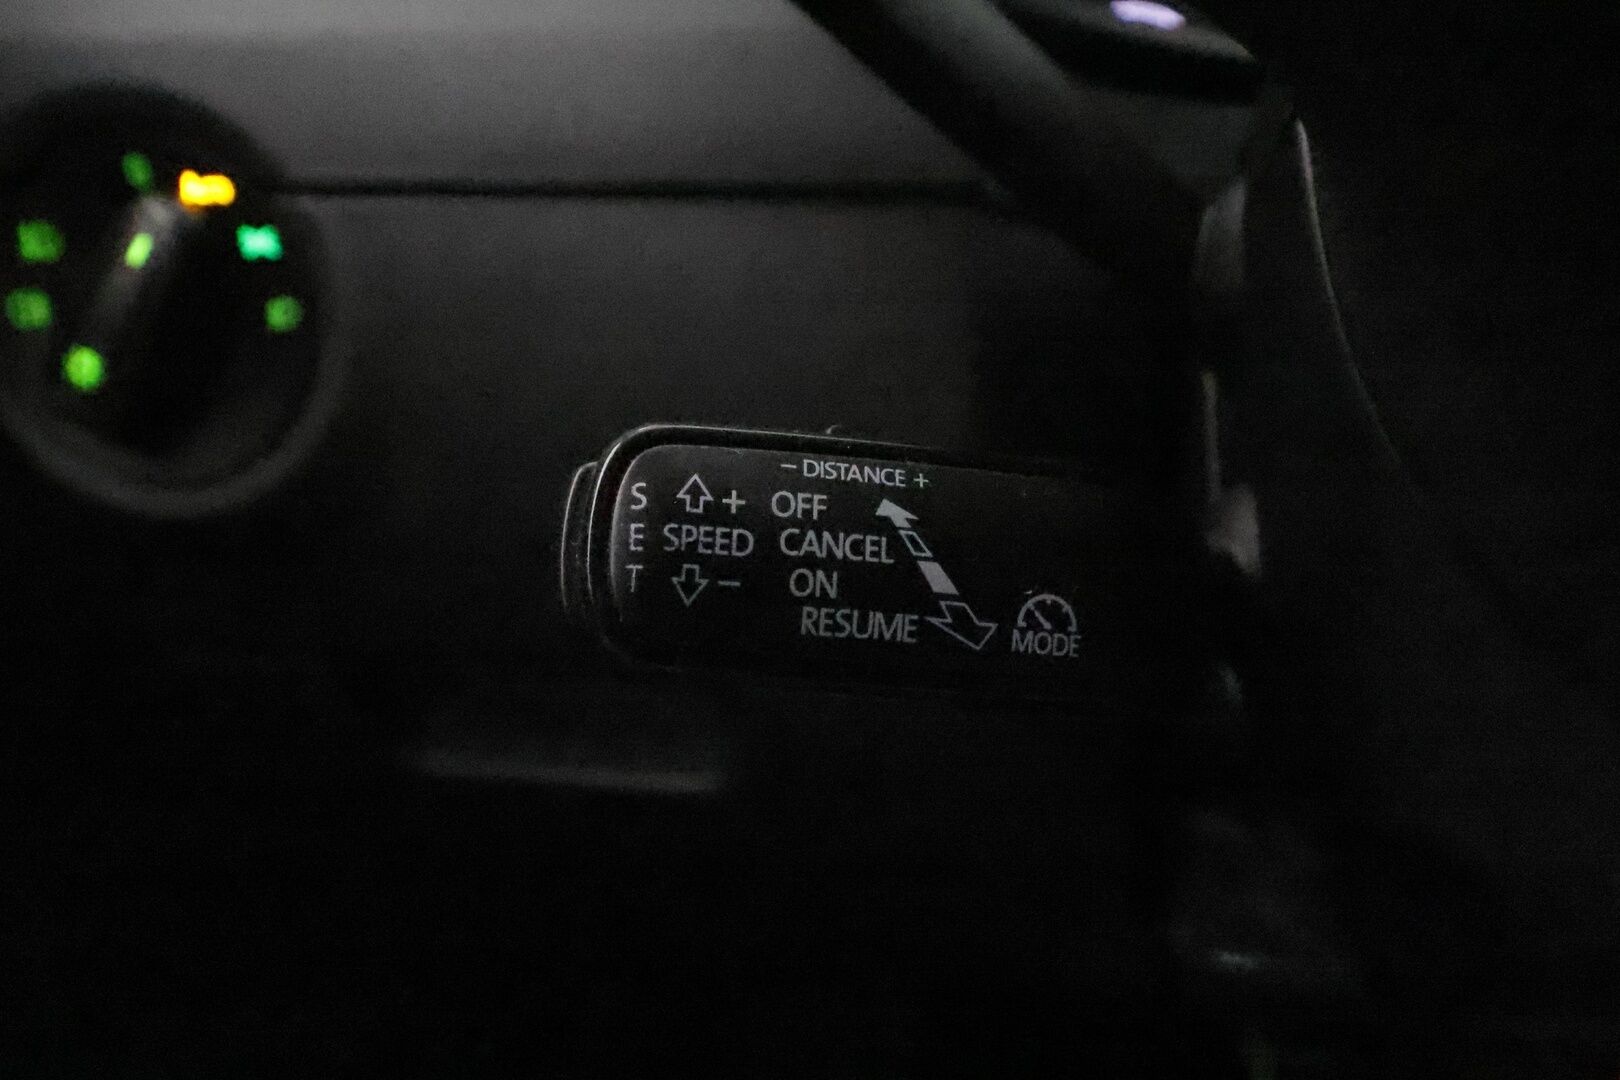 - DISTANCE +
S + OFF
E SPEED CANCEL
T - ON
RESUME
MODE